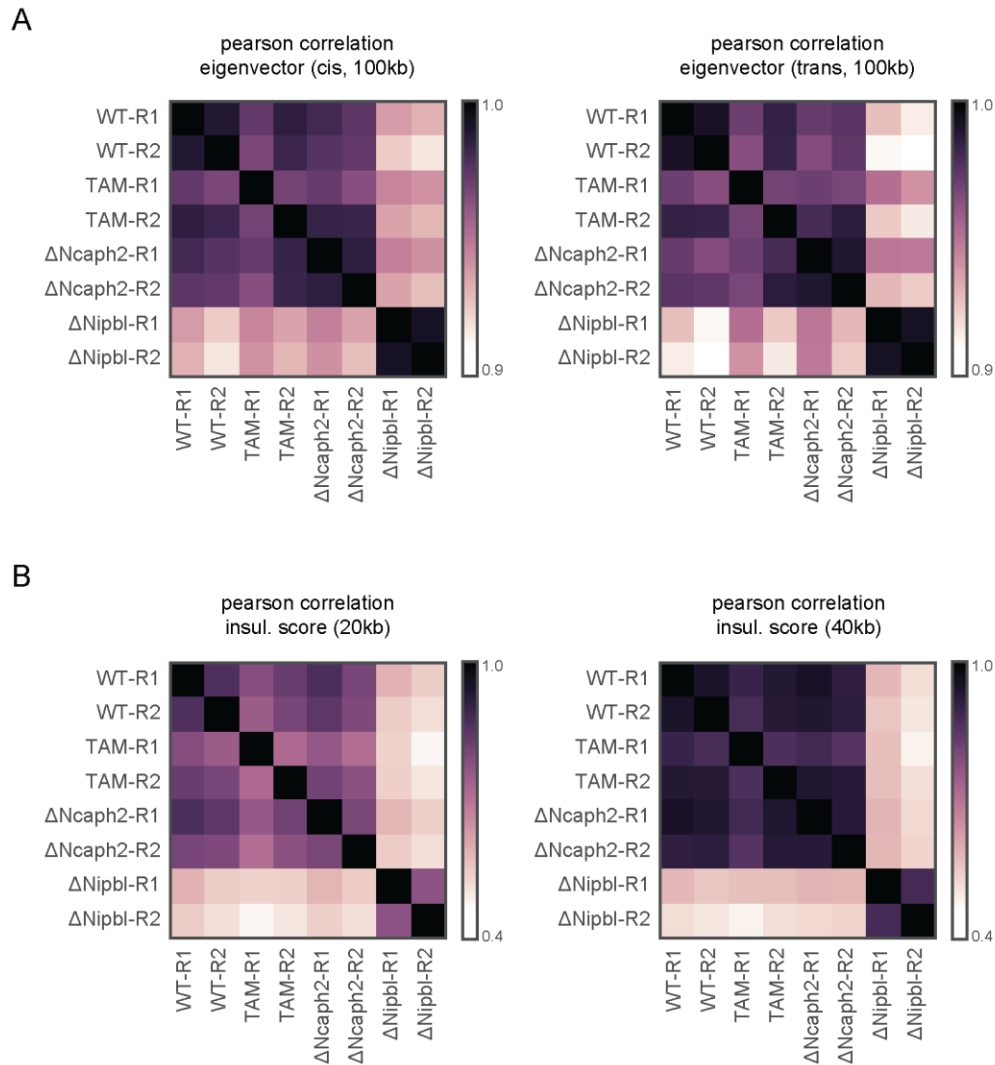 A
pearson correlation
eigenvector (cis, 100kb)
1.0
WT-R1
WT-R2
TAM-R1
TAM-R2
ΔNcaph2-R1
ΔNcaph2-R2
ΔNipbl-R1
ΔNipbl-R2
0.9
WT-R1
WT-R2
TAM-R1
TAM-R2
ΔNcaph2-R1
ΔNcaph2-R2
ΔNipbl-R1
ΔNipbl-R2
pearson correlation
eigenvector (trans, 100kb)
1.0
WT-R1
WT-R2
TAM-R1
TAM-R2
ΔNcaph2-R1
ΔNcaph2-R2
ΔNipbl-R1
ΔNipbl-R2
0.9
WT-R1
WT-R2
TAM-R1
TAM-R2
ΔNcaph2-R1
ΔNcaph2-R2
ΔNipbl-R1
ΔNipbl-R2
B
pearson correlation
insul. score (20kb)
1.0
WT-R1
WT-R2
TAM-R1
TAM-R2
ΔNcaph2-R1
ΔNcaph2-R2
ΔNipbl-R1
ΔNipbl-R2
0.4
WT-R1
WT-R2
TAM-R1
TAM-R2
ΔNcaph2-R1
ΔNcaph2-R2
ΔNipbl-R1
ΔNipbl-R2
pearson correlation
insul. score (40kb)
1.0
WT-R1
WT-R2
TAM-R1
TAM-R2
ΔNcaph2-R1
ΔNcaph2-R2
ΔNipbl-R1
ΔNipbl-R2
0.4
WT-R1
WT-R2
TAM-R1
TAM-R2
ΔNcaph2-R1
ΔNcaph2-R2
ΔNipbl-R1
ΔNipbl-R2